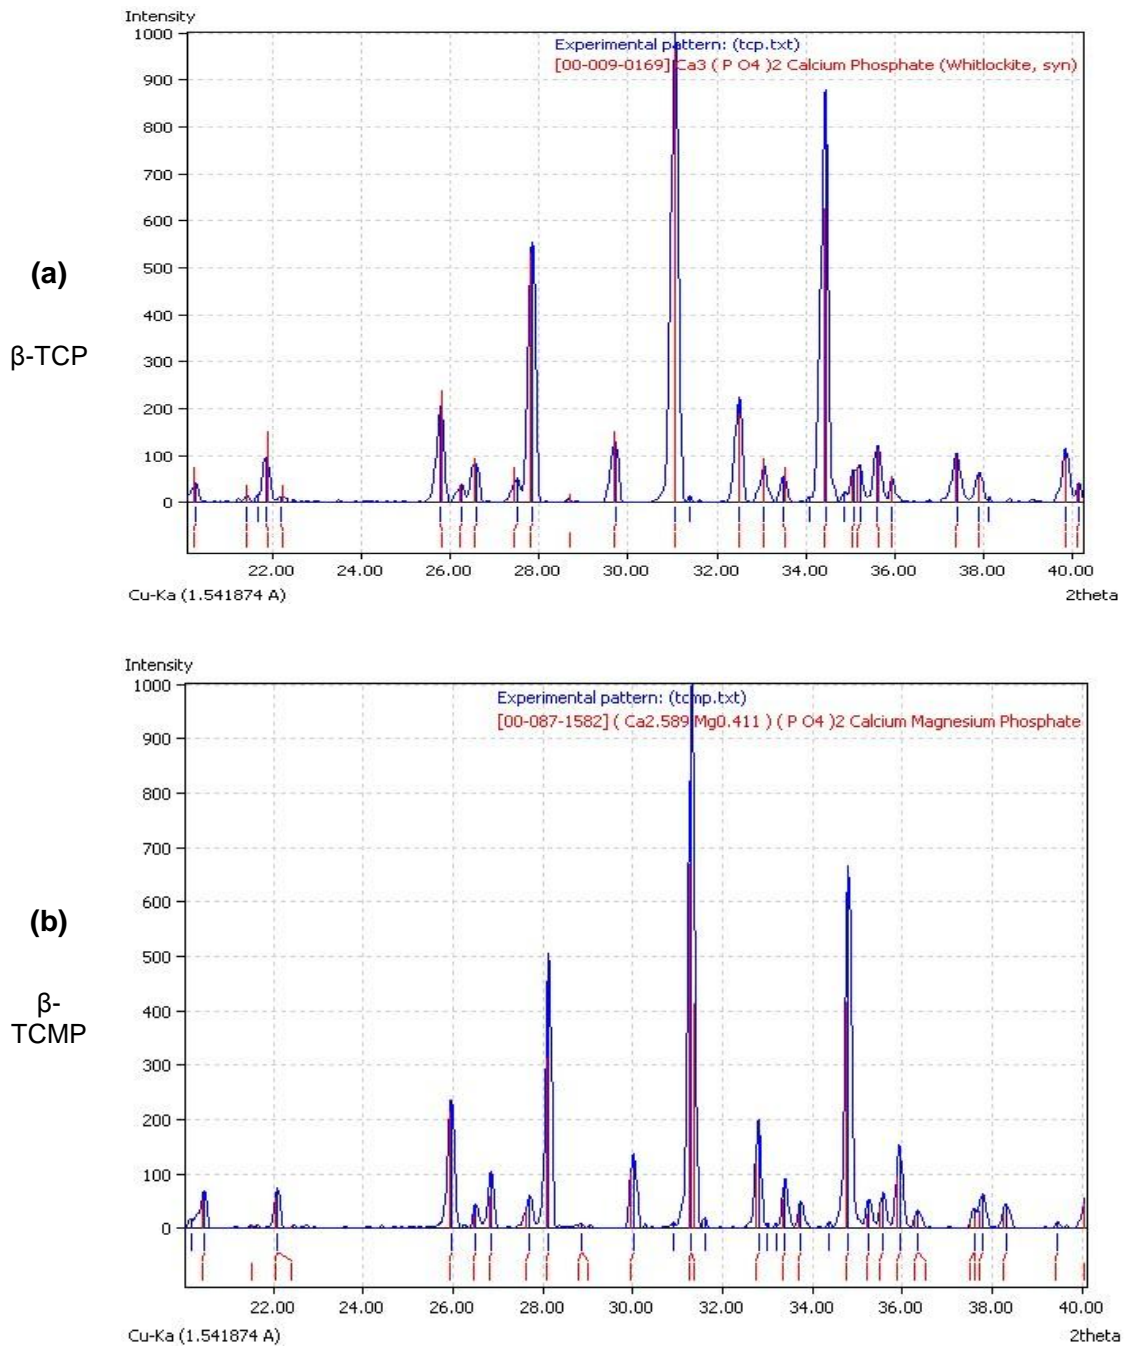 Intensity
1000
Experimental pattern: (tcp.txt)
[00-009-0169] Ca3 ( P O4 )2 Calcium Phosphate (Whitlockite, syn)
900
800
700
600
500
400
300
200
100
0
(a)
β-TCP
22.00 24.00 26.00 28.00 30.00 32.00 34.00 36.00 38.00 40.00
Cu-Ka (1.541874 A) 2theta
Intensity
1000
Experimental pattern: (tcmp.txt)
[00-087-1582] ( Ca2.589 Mg0.411 ) ( P O4 )2 Calcium Magnesium Phosphate
900
800
700
600
500
400
300
200
100
0
(b)
β-
TCMP
22.00 24.00 26.00 28.00 30.00 32.00 34.00 36.00 38.00 40.00
Cu-Ka (1.541874 A) 2theta